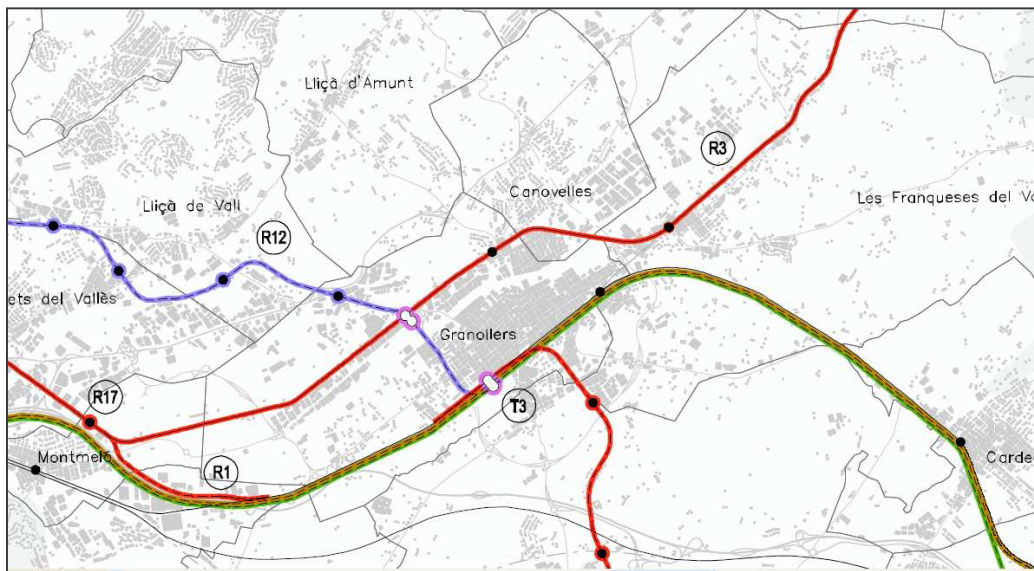 Lliçà d'Amunt
R3
Canovelles
Les Franqueses del Va
Lliçà de Vall
R12
ets del Vallès
Granollers
R17
T3
Montmeló
R1
Carde